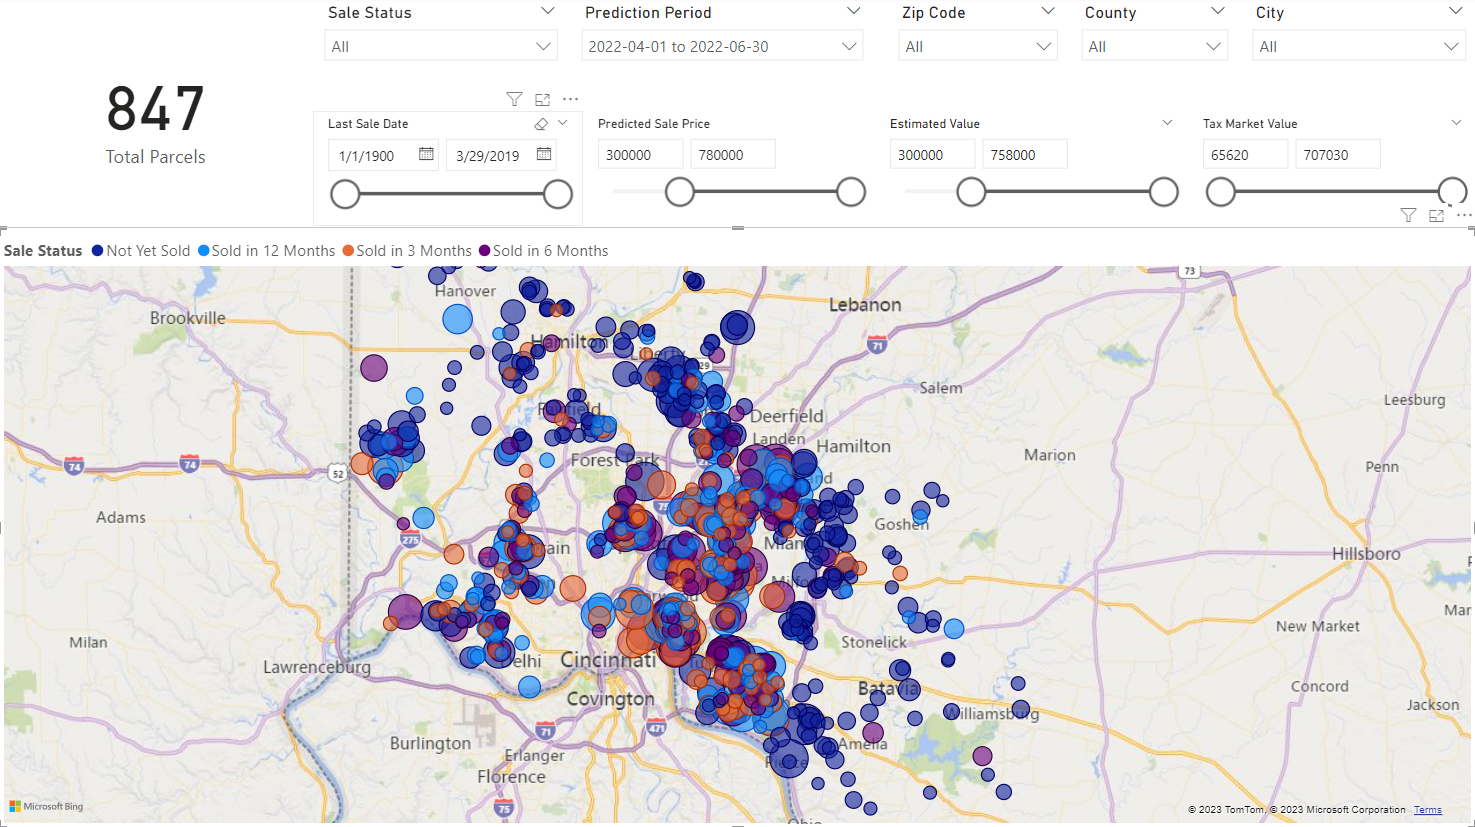 Sale Status
Prediction Period
Zip Code
County
City
All
2022-04-01 to 2022-06-30
All
All
All
847
Total Parcels
Last Sale Date
Predicted Sale Price
Estimated Value
Tax Market Value
1/1/1900
3/29/2019
300000
780000
300000
758000
65620
707030
Sale Status
Not Yet Sold
Sold in 12 Months
Sold in 3 Months
Sold in 6 Months
73
Hanover
Lebanon
Brookville
Hamilton
71
Liberty
29
Salem
Leesburg
Fairfield
Deerfield
Landen
Hamilton
Marion
Forest Park
74
74
52
Penn
Adams
Goshen
275
Hillsboro
New Market
Milan
Stonelick
Lawrenceburg
Cincinnati
Covington
Batavia
Concord
Williamsburg
Jackson
71
471
Burlington
Amelia
Erlanger
Pierce
Florence
75
Microsoft Bing
© 2023 TomTom, © 2023 Microsoft Corporation
Terms